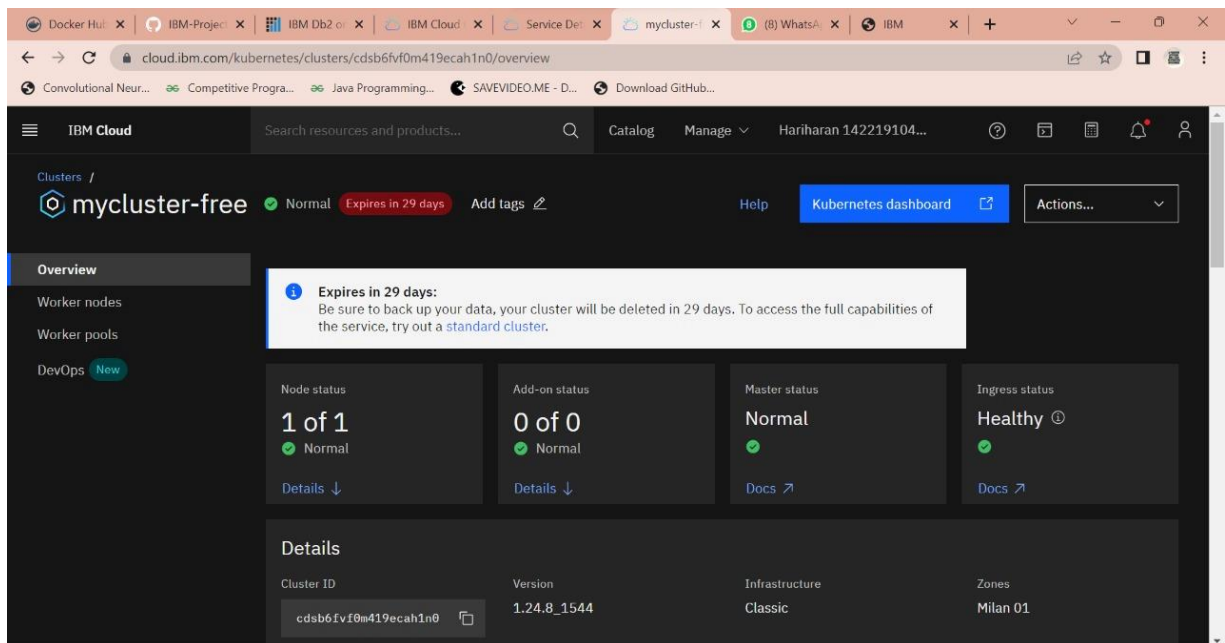 Docker Hu
IBM-Project
IBM Db2 or
IBM Cloud
Service Det
mycluster-f
(8) WhatsA
IBM
cloud.ibm.com/kubernetes/clusters/cdsb6fvf0m419ecah1n0/overview
Convolutional Neur...
Competitive Progra...
Java Programming...
SAVEVIDEO.ME - D...
Download GitHub...
IBM Cloud
Search resources and products...
Catalog
Manage
Hariharan 142219104...
Clusters /
mycluster-free
Normal
Expires in 29 days
Add tags
Help
Kubernetes dashboard
Actions...
Overview
Worker nodes
Worker pools
DevOps New
Expires in 29 days:
Be sure to back up your data, your cluster will be deleted in 29 days. To access the full capabilities of
the service, try out a standard cluster.
Node status
1 of 1
Normal
Details
Add-on status
0 of 0
Normal
Details
Master status
Normal
Docs
Ingress status
Healthy
Docs
Details
Cluster ID
cdsb6fvf0m419ecah1n0
Version
1.24.8_1544
Infrastructure
Classic
Zones
Milan 01